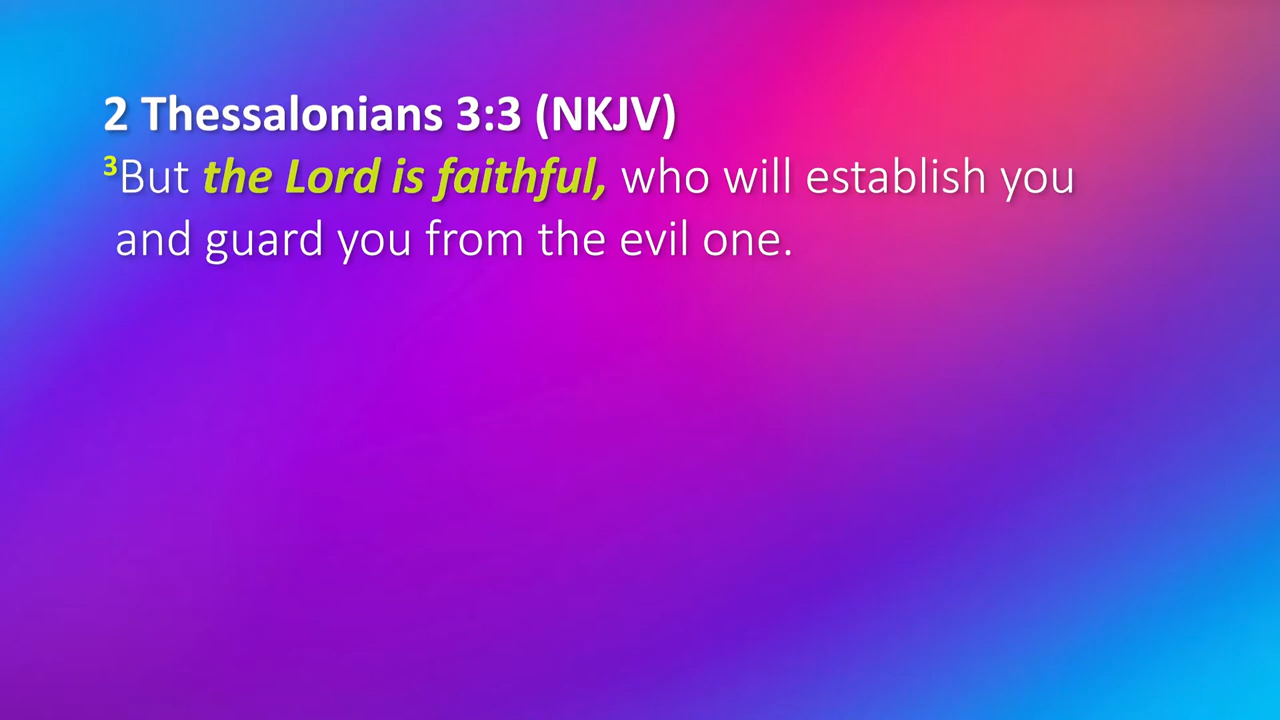 2 Thessalonians 3:3 (NKJV)
³But the Lord is faithful, who will establish you
and guard you from the evil one.